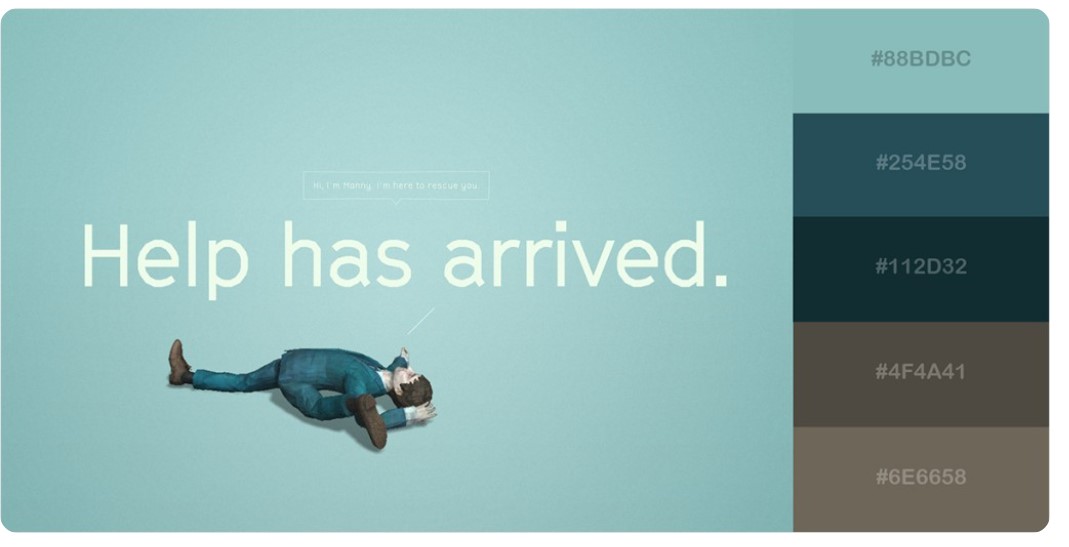 Hi, I'm Manny. I'm here to rescue you.
Help has arrived.
#88BDBC
#254E58
#112D32
#4F4A41
#6E6658